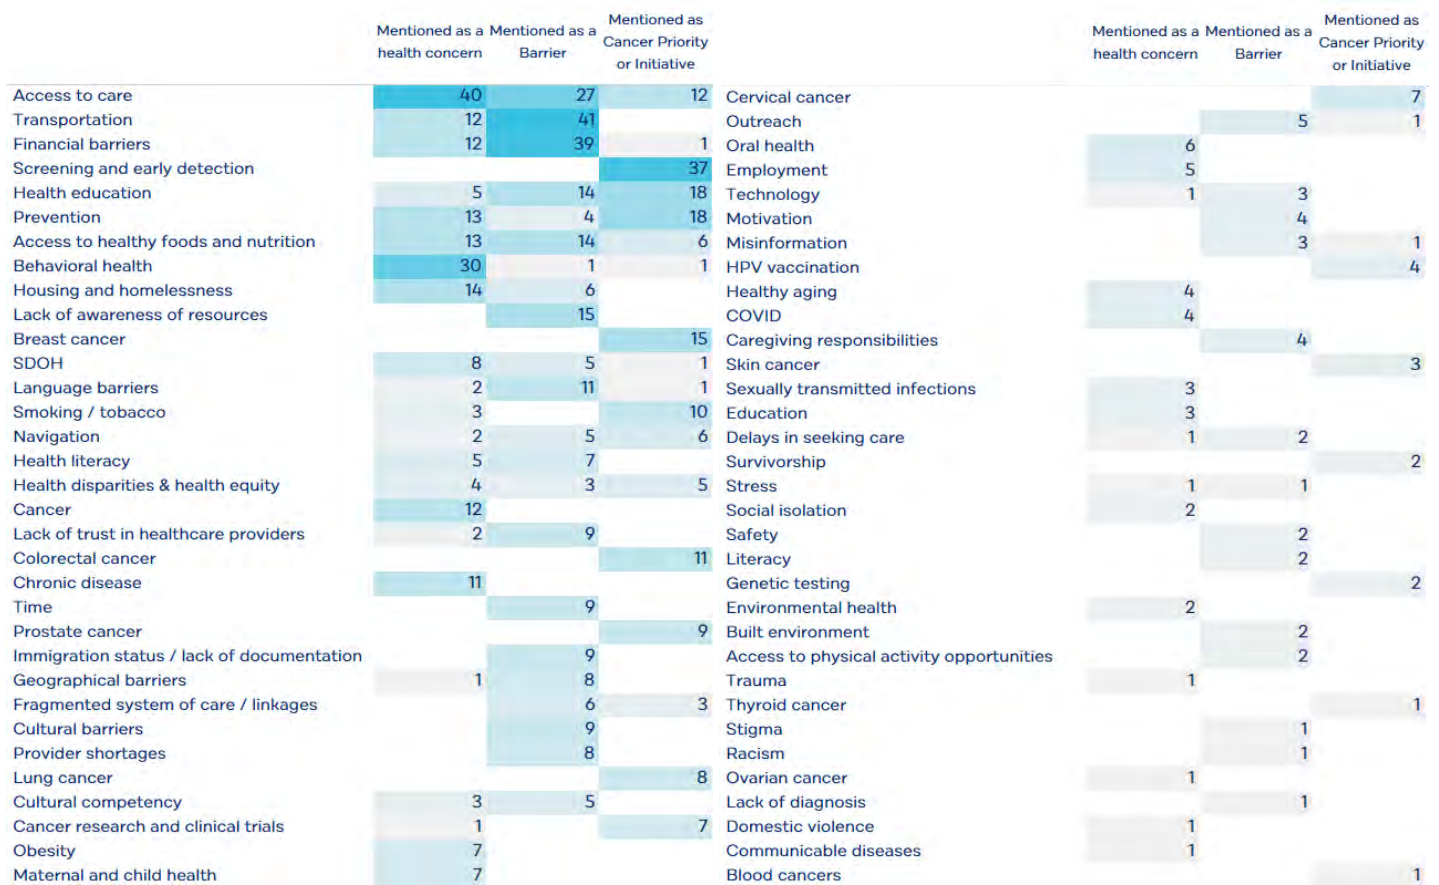 Mentioned as a health concern Mentioned as a Barrier Mentioned as Cancer Priority or Initiative
Access to care 40 27 12
Transportation 12 41
Financial barriers 12 39 1
Screening and early detection 37
Health education 5 14 18
Prevention 13 4 18
Access to healthy foods and nutrition 13 14 6
Behavioral health 30 1 1
Housing and homelessness 14 6
Lack of awareness of resources 15
Breast cancer 15
SDOH 8 5 1
Language barriers 2 11 1
Smoking / tobacco 3 10
Navigation 2 5 6
Health literacy 5 7
Health disparities & health equity 4 3 5
Cancer 12
Lack of trust in healthcare providers 2 9
Colorectal cancer 11
Chronic disease 11
Time 9
Prostate cancer 9
Immigration status / lack of documentation 9
Geographical barriers 1 8
Fragmented system of care / linkages 6 3
Cultural barriers 9
Provider shortages 8
Lung cancer 8
Cultural competency 3 5
Cancer research and clinical trials 1 7
Obesity 7
Maternal and child health 7
Mentioned as a health concern Mentioned as a Barrier Mentioned as Cancer Priority or Initiative
Cervical cancer 7
Outreach 5 1
Oral health 6
Employment 5
Technology 1 3
Motivation 4
Misinformation 3 1
HPV vaccination 4
Healthy aging 4
COVID 4
Caregiving responsibilities 4
Skin cancer 3
Sexually transmitted infections 3
Education 3
Delays in seeking care 1 2
Survivorship 2
Stress 1 1
Social isolation 2
Safety 2
Literacy 2
Genetic testing 2
Environmental health 2
Built environment 2
Access to physical activity opportunities 2
Trauma 1
Thyroid cancer 1
Stigma 1
Racism 1
Ovarian cancer 1
Lack of diagnosis 1
Domestic violence 1
Communicable diseases 1
Blood cancers 1